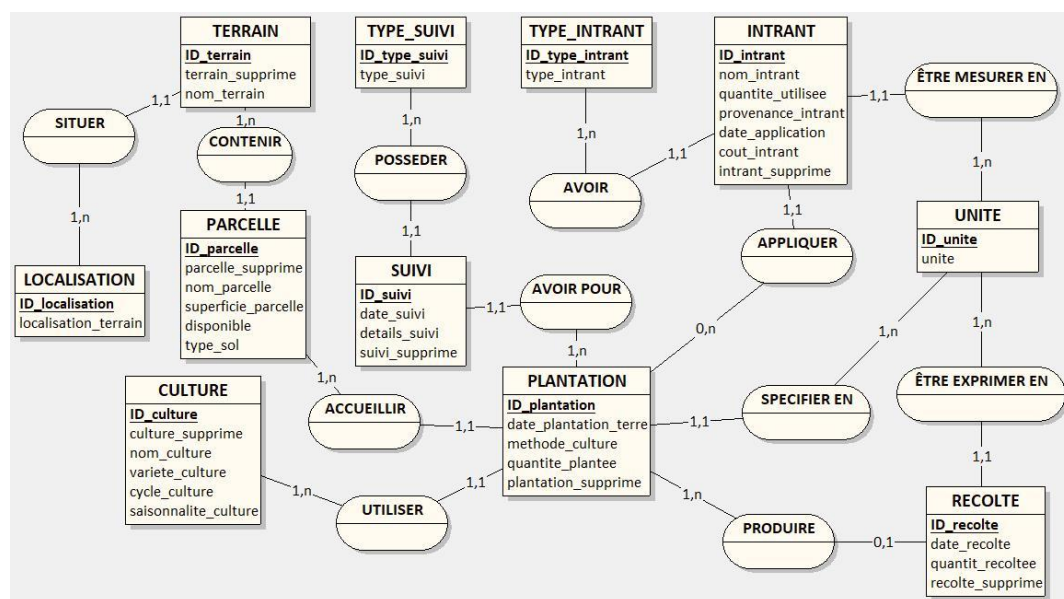 TERRAIN
ID_terrain
terrain_supprime
nom_terrain
TYPE_SUIVI
ID_type_suivi
type_suivi
TYPE_INTRANT
ID_type_intrant
type_intrant
INTRANT
ID_intrant
nom_intrant
quantite_utilisee
provenance_intrant
date_application
cout_intrant
intrant_supprime
ÊTRE MESURER EN
1,1
1,1
SITUER
1,n
CONTENIR
1,n
POSSEDER
1,n
1,1
AVOIR
1,n
1,n
1,1
1,1
1,1
APPLIQUER
PARCELLE
ID_parcelle
parcelle_supprime
nom_parcelle
superficie_parcelle
disponible
type_sol
UNITE
ID_unite
unite
LOCALISATION
ID_localisation
localisation_terrain
SUIVI
ID_suivi
date_suivi
details_suivi
suivi_supprime
1,1
AVOIR POUR
1,n
0,n
1,n
1,n
1,n
CULTURE
ID_culture
culture_supprime
nom_culture
variete_culture
cycle_culture
saisonnalite_culture
ACCUEILLIR
1,1
PLANTATION
ID_plantation
date_plantation_terre
methode_culture
quantite_plantee
plantation_supprime
1,1
SPECIFIER EN
ÊTRE EXPRIMER EN
1,n
UTILISER
1,1
1,n
1,1
PRODUIRE
0,1
RECOLTE
ID_recolte
date_recolte
quantit_recoltee
recolte_supprime